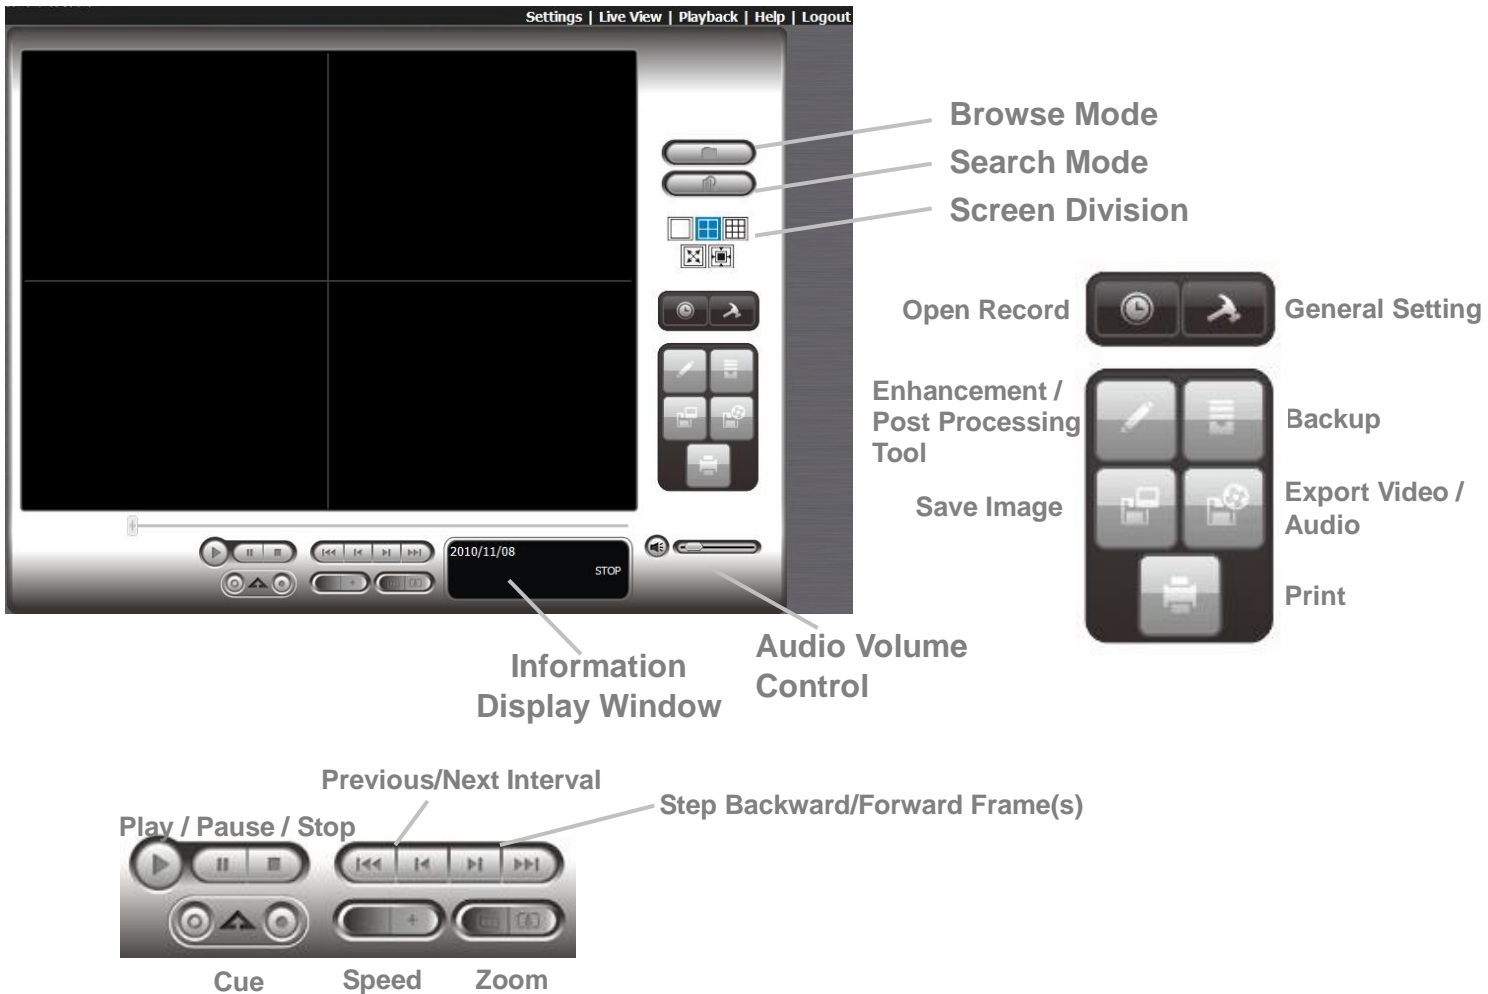 Settings | Live View | Playback | Help | Logout
Browse Mode
Search Mode
Screen Division
Open Record
General Setting
Enhancement /
Post Processing
Tool
Backup
Save Image
Export Video /
Audio
Print
2010/11/08
STOP
Information
Display Window
Audio Volume
Control
Previous/Next Interval
Step Backward/Forward Frame(s)
Play / Pause / Stop
Cue
Speed
Zoom